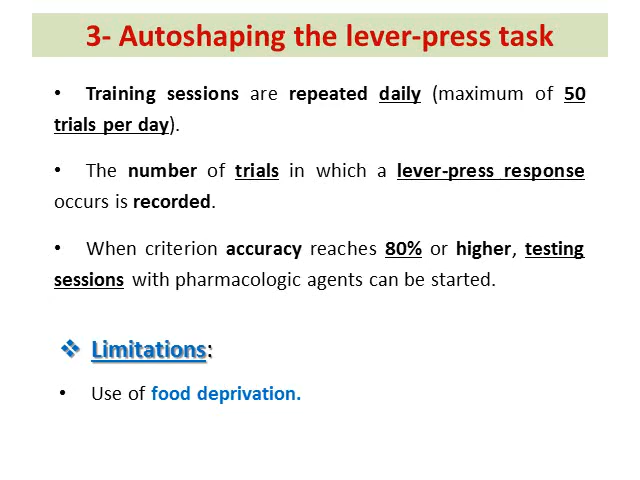 3- Autoshaping the lever-press task
• Training sessions are repeated daily (maximum of 50
trials per day).
• The number of trials in which a lever-press response
occurs is recorded.
• When criterion accuracy reaches 80% or higher, testing
sessions with pharmacologic agents can be started.
❖ Limitations:
• Use of food deprivation.